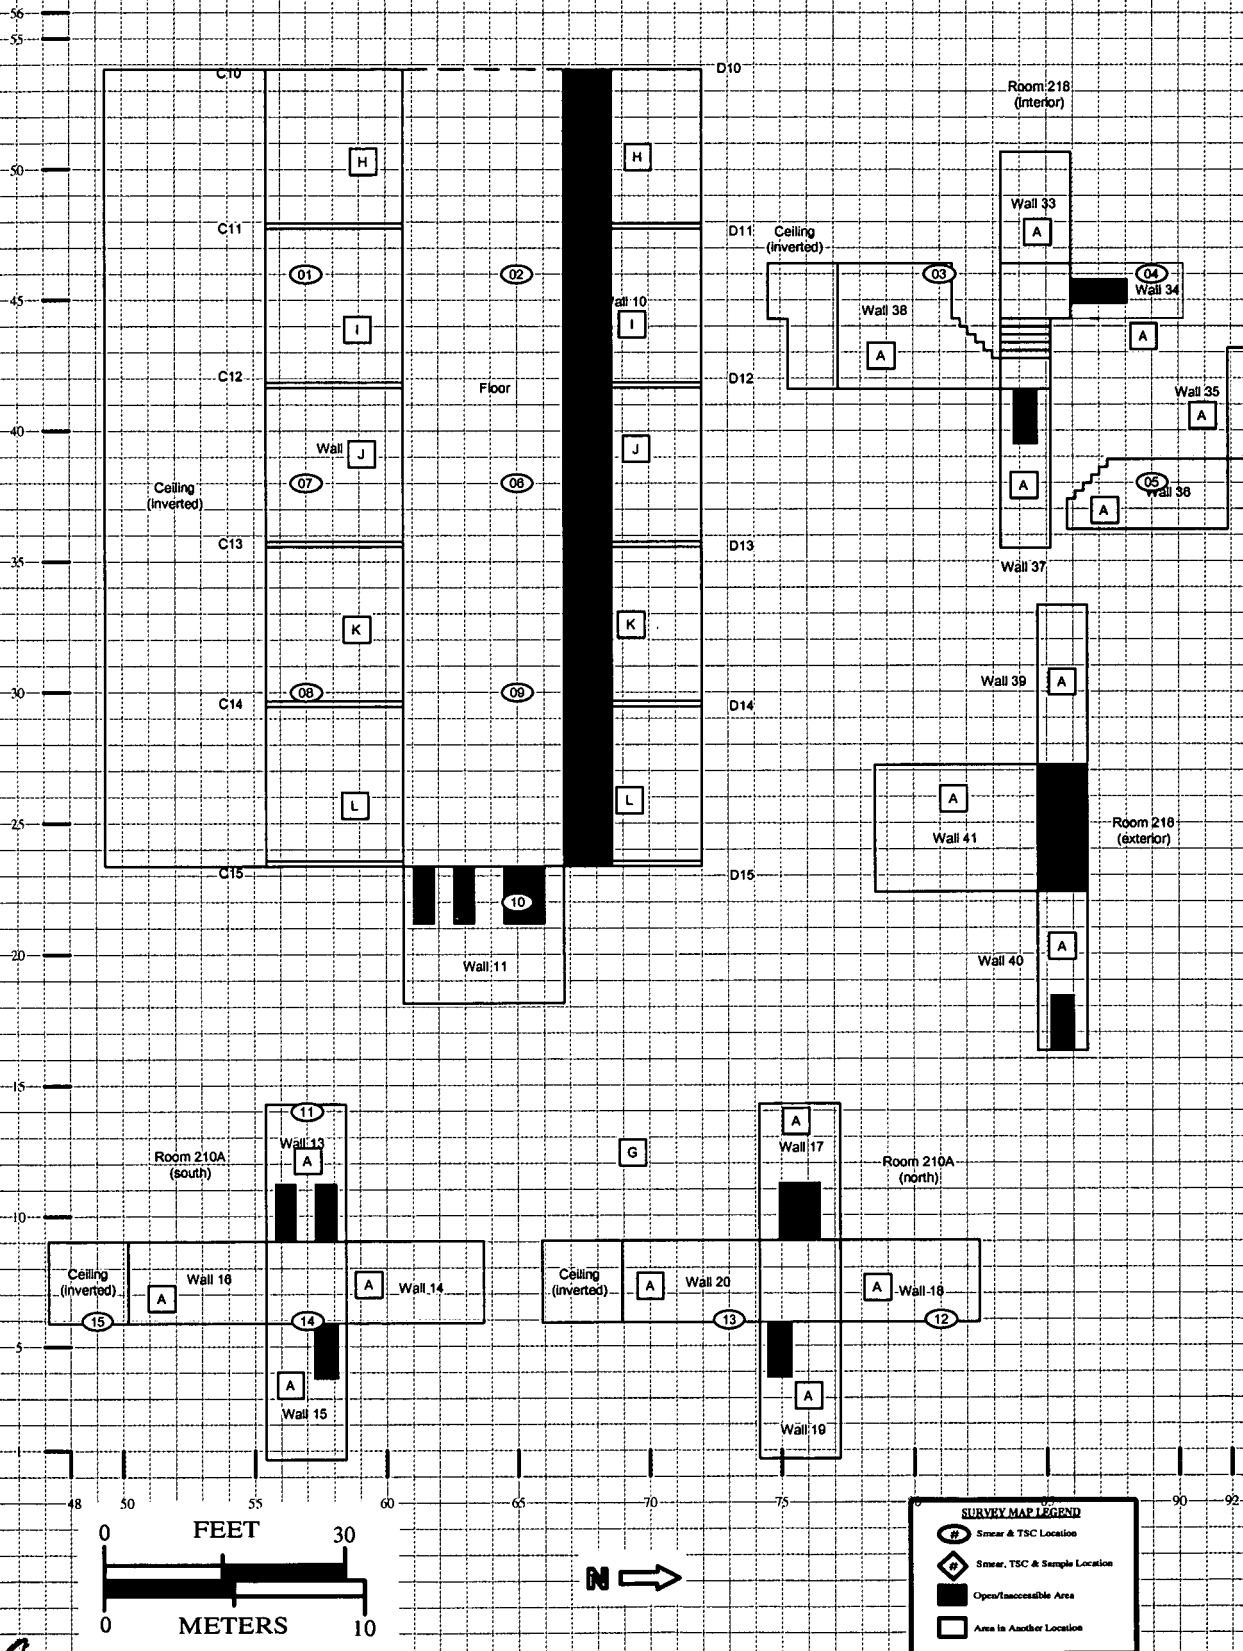 56
55
C10
D10
Room 218
(interior)
H
H
50
Wall 33
A
C11
D11
Ceiling
(inverted)
01
02
03
04
45
Wall 34
Wall 38
I
I
A
A
C12
D12
Floor
Wall 35
A
40
Wall
J
J
07
06
05
Ceiling
(inverted)
A
A
C13
D13
35
Wall 37
K
K
Wall 39
A
30
08
09
C14
D14
L
L
A
25
Wall 41
Room 218
(exterior)
C15
D15
10
20
Wall 11
Wall 40
A
15
11
Wall 13
A
Room 210A
(south)
G
A
Wall 17
Room 210A
(north)
10
Ceiling
(inverted)
Wall 16
A
A
Wall 14
Ceiling
(inverted)
A
Wall 20
A
Wall 18
15
14
13
12
5
A
Wall 15
A
Wall 19
48
50
55
60
65
70
75
90
92
0
FEET
30
0
METERS
10
N
SURVEY MAP LEGEND
# Smear & TSC Location
# Smear, TSC & Sample Location
Open/Inaccessible Area
Area in Another Location